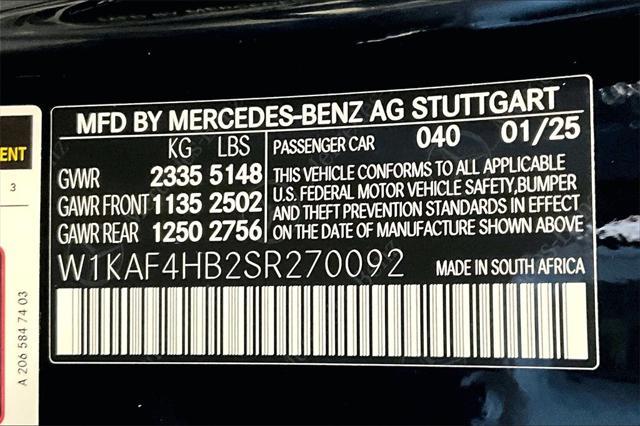 MFD BY MERCEDES-BENZ AG STUTTGART
KG LBS
GVWR 2335 5148
GAWR FRONT 1135 2502
GAWR REAR 1250 2756
PASSENGER CAR 040 01/25
THIS VEHICLE CONFORMS TO ALL APPLICABLE
U.S. FEDERAL MOTOR VEHICLE SAFETY,BUMPER
AND THEFT PREVENTION STANDARDS IN EFFECT
ON DATE OF MANUFACTURE SHOWN ABOVE
W1KAF4HB2SR270092 MADE IN SOUTH AFRICA
ENT
3
A 206 584 74 03